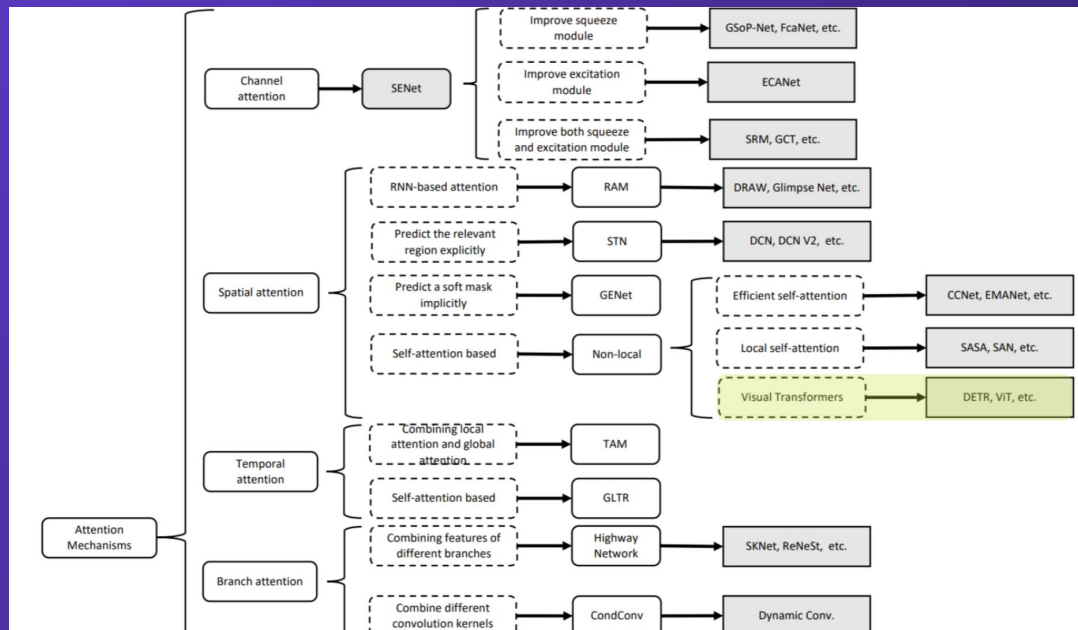 Improve squeeze
module
GSoP-Net, FcaNet, etc.
Channel
attention
SENet
Improve excitation
module
ECANet
Improve both squeeze
and excitation module
SRM, GCT, etc.
RNN-based attention
RAM
DRAW, Glimpse Net, etc.
Predict the relevant
region explicitly
STN
DCN, DCN V2, etc.
Spatial attention
Predict a soft mask
implicitly
GENet
Efficient self-attention
CCNet, EMANet, etc.
Self-attention based
Non-local
Local self-attention
SASA, SAN, etc.
Visual Transformers
DETR, ViT, etc.
Temporal
attention
Combining local
attention and global
attention
TAM
Self-attention based
GLTR
Attention
Mechanisms
Branch attention
Combining features of
different branches
Highway
Network
SKNet, ReNeSt, etc.
Combine different
convolution kernels
CondConv
Dynamic Conv.